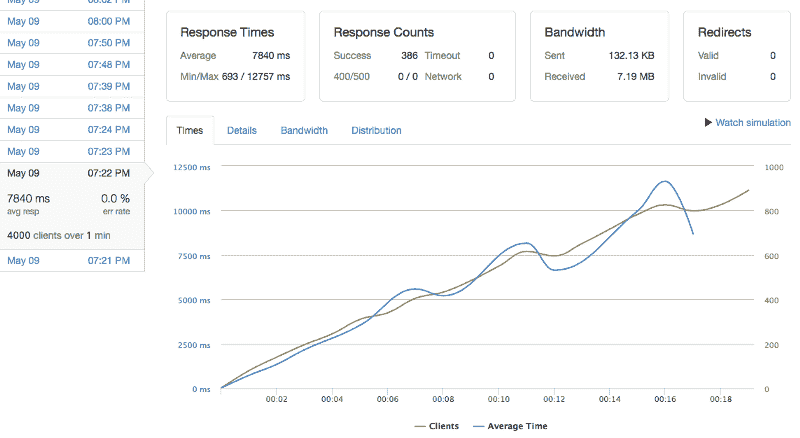 May 09 08:02 PM
May 09 08:00 PM
May 09 07:50 PM
May 09 07:48 PM
May 09 07:39 PM
May 09 07:38 PM
May 09 07:24 PM
May 09 07:23 PM
May 09 07:22 PM
7840 ms 0.0 %
avg resp err rate
4000 clients over 1 min
May 09 07:21 PM
Response Times
Average 7840 ms
Min/Max 693 / 12757 ms
Response Counts
Success 386 Timeout 0
400/500 0 / 0 Network 0
Bandwidth
Sent 132.13 KB
Received 7.19 MB
Redirects
Valid 0
Invalid 0
Times Details Bandwidth Distribution
Watch simulation
12500 ms 1000
10000 ms 800
7500 ms 600
5000 ms 400
2500 ms 200
0 ms 0
00:02 00:04 00:06 00:08 00:10 00:12 00:14 00:16 00:18
Clients Average Time